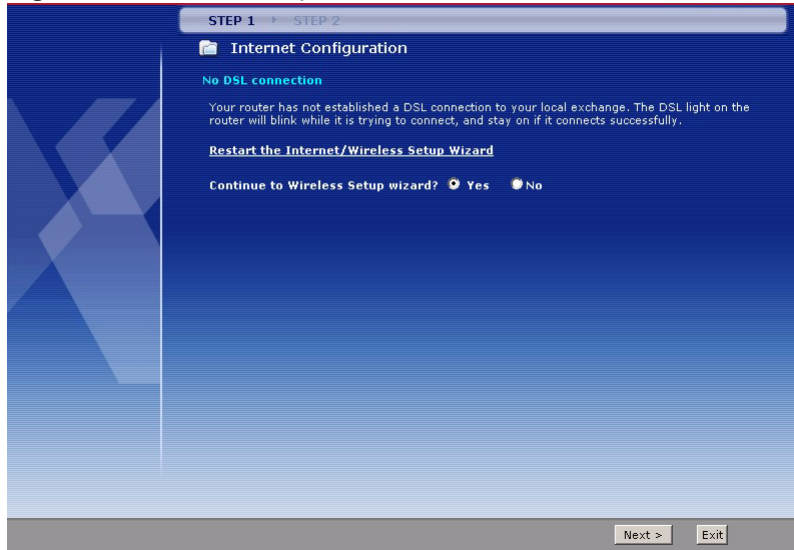 STEP 1 STEP 2
Internet Configuration
No DSL connection
Your router has not established a DSL connection to your local exchange. The DSL light on the
router will blink while it is trying to connect, and stay on if it connects successfully.
Restart the Internet/Wireless Setup Wizard
Continue to Wireless Setup wizard? Yes No
Next > Exit